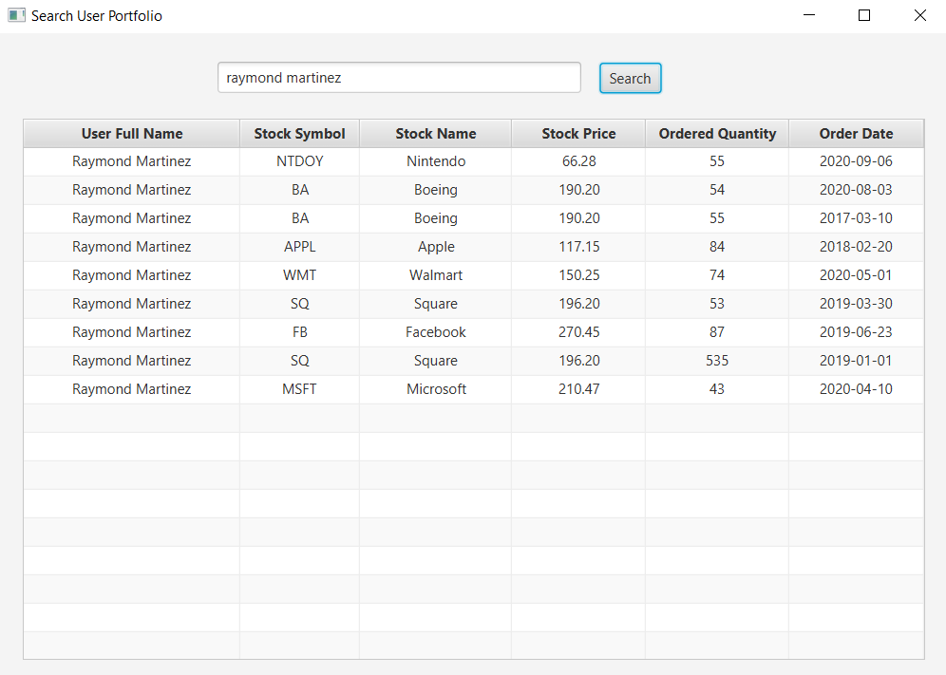 Search User Portfolio
raymond martinez Search
User Full Name Stock Symbol Stock Name Stock Price Ordered Quantity Order Date
Raymond Martinez NTDOY Nintendo 66.28 55 2020-09-06
Raymond Martinez BA Boeing 190.20 54 2020-08-03
Raymond Martinez BA Boeing 190.20 55 2017-03-10
Raymond Martinez APPL Apple 117.15 84 2018-02-20
Raymond Martinez WMT Walmart 150.25 74 2020-05-01
Raymond Martinez SQ Square 196.20 53 2019-03-30
Raymond Martinez FB Facebook 270.45 87 2019-06-23
Raymond Martinez SQ Square 196.20 535 2019-01-01
Raymond Martinez MSFT Microsoft 210.47 43 2020-04-10